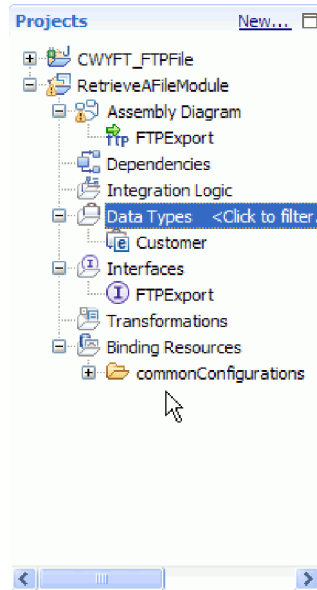 Projects New...
CWYFT_FTPFile
RetrieveAFileModule
Assembly Diagram
FTP FTPExport
Dependencies
Integration Logic
Data Types <Click to filter.
e Customer
Interfaces
I FTPExport
Transformations
Binding Resources
commonConfigurations